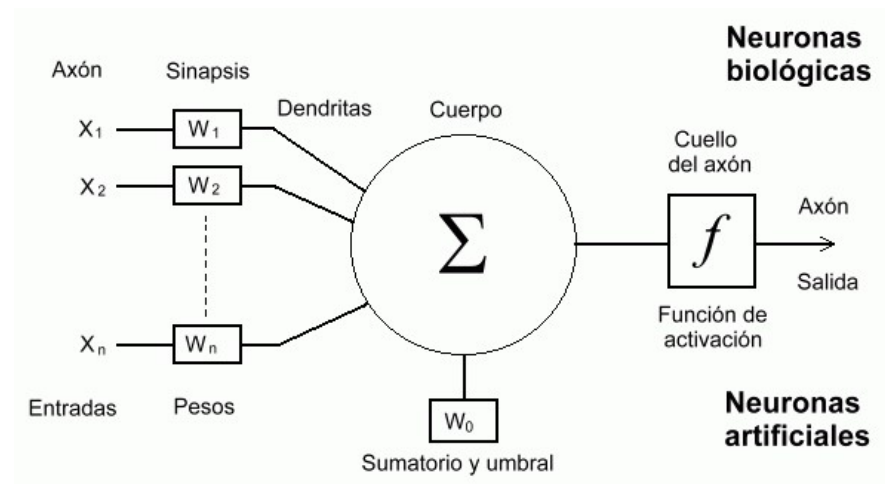 Neuronas
biológicas
Axón
Sinapsis
Dendritas
Cuerpo
X1
W1
X2
W2
Cuello
del axón
Σ
f
Axón
Salida
Función de
activación
Xn
Wn
Entradas
Pesos
W0
Sumatorio y umbral
Neuronas
artificiales